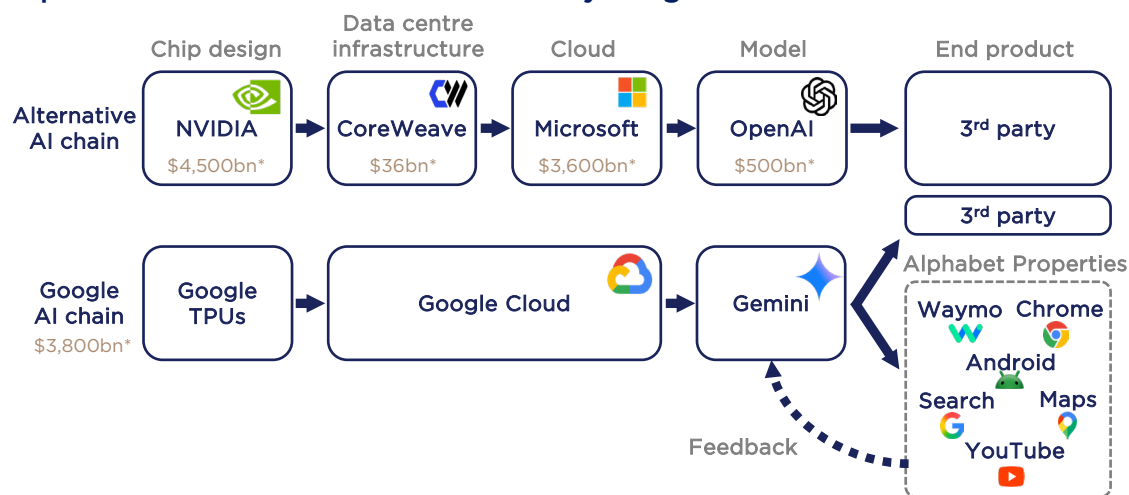 Chip design
Data centre
infrastructure
Cloud
Model
End product
Alternative
AI chain
NVIDIA
$4,500bn*
CoreWeave
$36bn*
Microsoft
$3,600bn*
OpenAI
$500bn*
3rd party
3rd party
Google
AI chain
$3,800bn*
Google
TPUs
Google Cloud
Gemini
Alphabet Properties
Waymo
Chrome
Android
Search
Maps
YouTube
Feedback